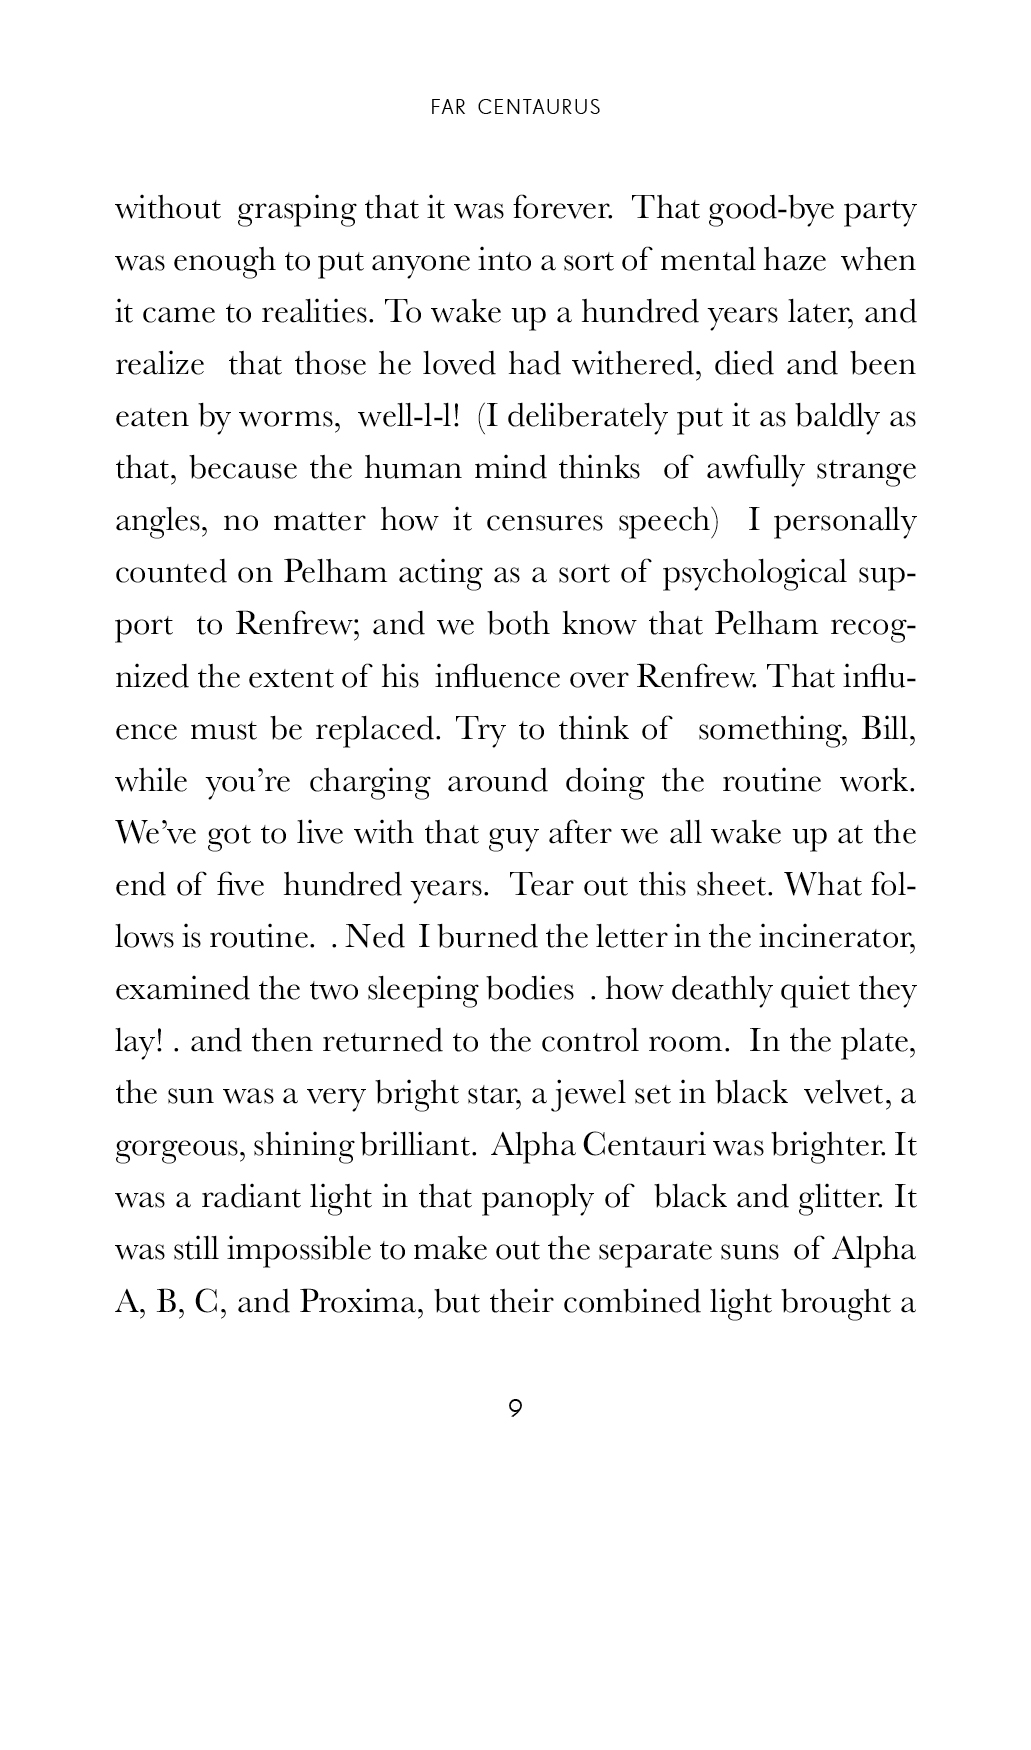 FAR CENTAURUS
without grasping that it was forever. That good-bye party
was enough to put anyone into a sort of mental haze when
it came to realities. To wake up a hundred years later, and
realize that those he loved had withered, died and been
eaten by worms, well-l-l! (I deliberately put it as baldly as
that, because the human mind thinks of awfully strange
angles, no matter how it censures speech) I personally
counted on Pelham acting as a sort of psychological sup-
port to Renfrew; and we both know that Pelham recog-
nized the extent of his influence over Renfrew. That influ-
ence must be replaced. Try to think of something, Bill,
while you’re charging around doing the routine work.
We’ve got to live with that guy after we all wake up at the
end of five hundred years. Tear out this sheet. What fol-
lows is routine. . Ned I burned the letter in the incinerator,
examined the two sleeping bodies . how deathly quiet they
lay! . and then returned to the control room. In the plate,
the sun was a very bright star, a jewel set in black velvet, a
gorgeous, shining brilliant. Alpha Centauri was brighter. It
was a radiant light in that panoply of black and glitter. It
was still impossible to make out the separate suns of Alpha
A, B, C, and Proxima, but their combined light brought a
9